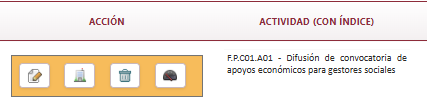 ACCIÓN
ACTIVIDAD (CON ÍNDICE)
F.P.C01.A01 - Difusión de convocatoria de
apoyos económicos para gestores sociales